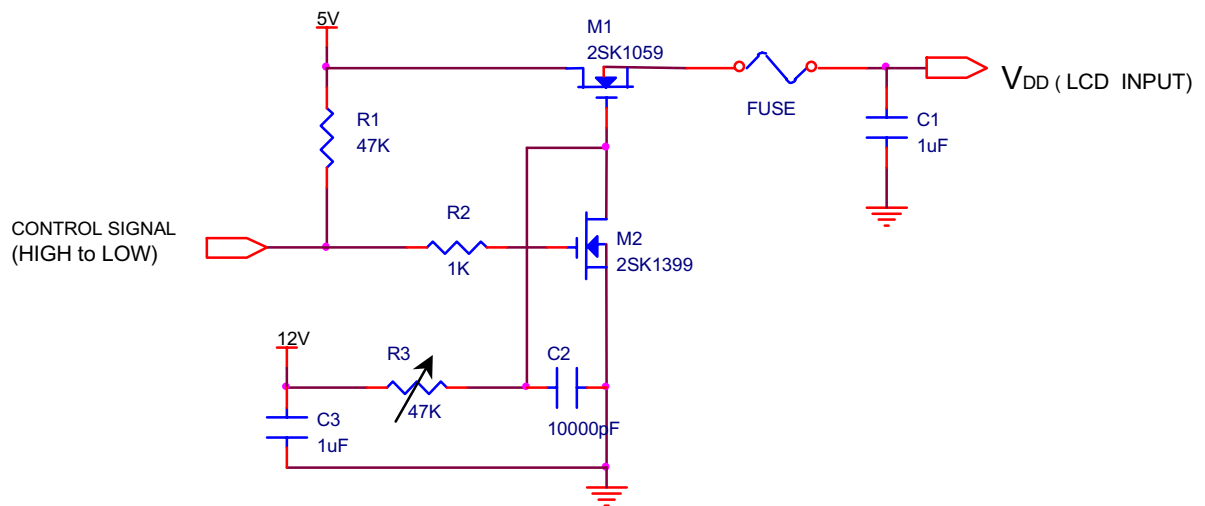 5V
M1
2SK1059
R1
47K
FUSE
VDD ( LCD INPUT)
C1
1uF
CONTROL SIGNAL
(HIGH to LOW)
R2
1K
M2
2SK1399
12V
R3
47K
C2
10000pF
C3
1uF